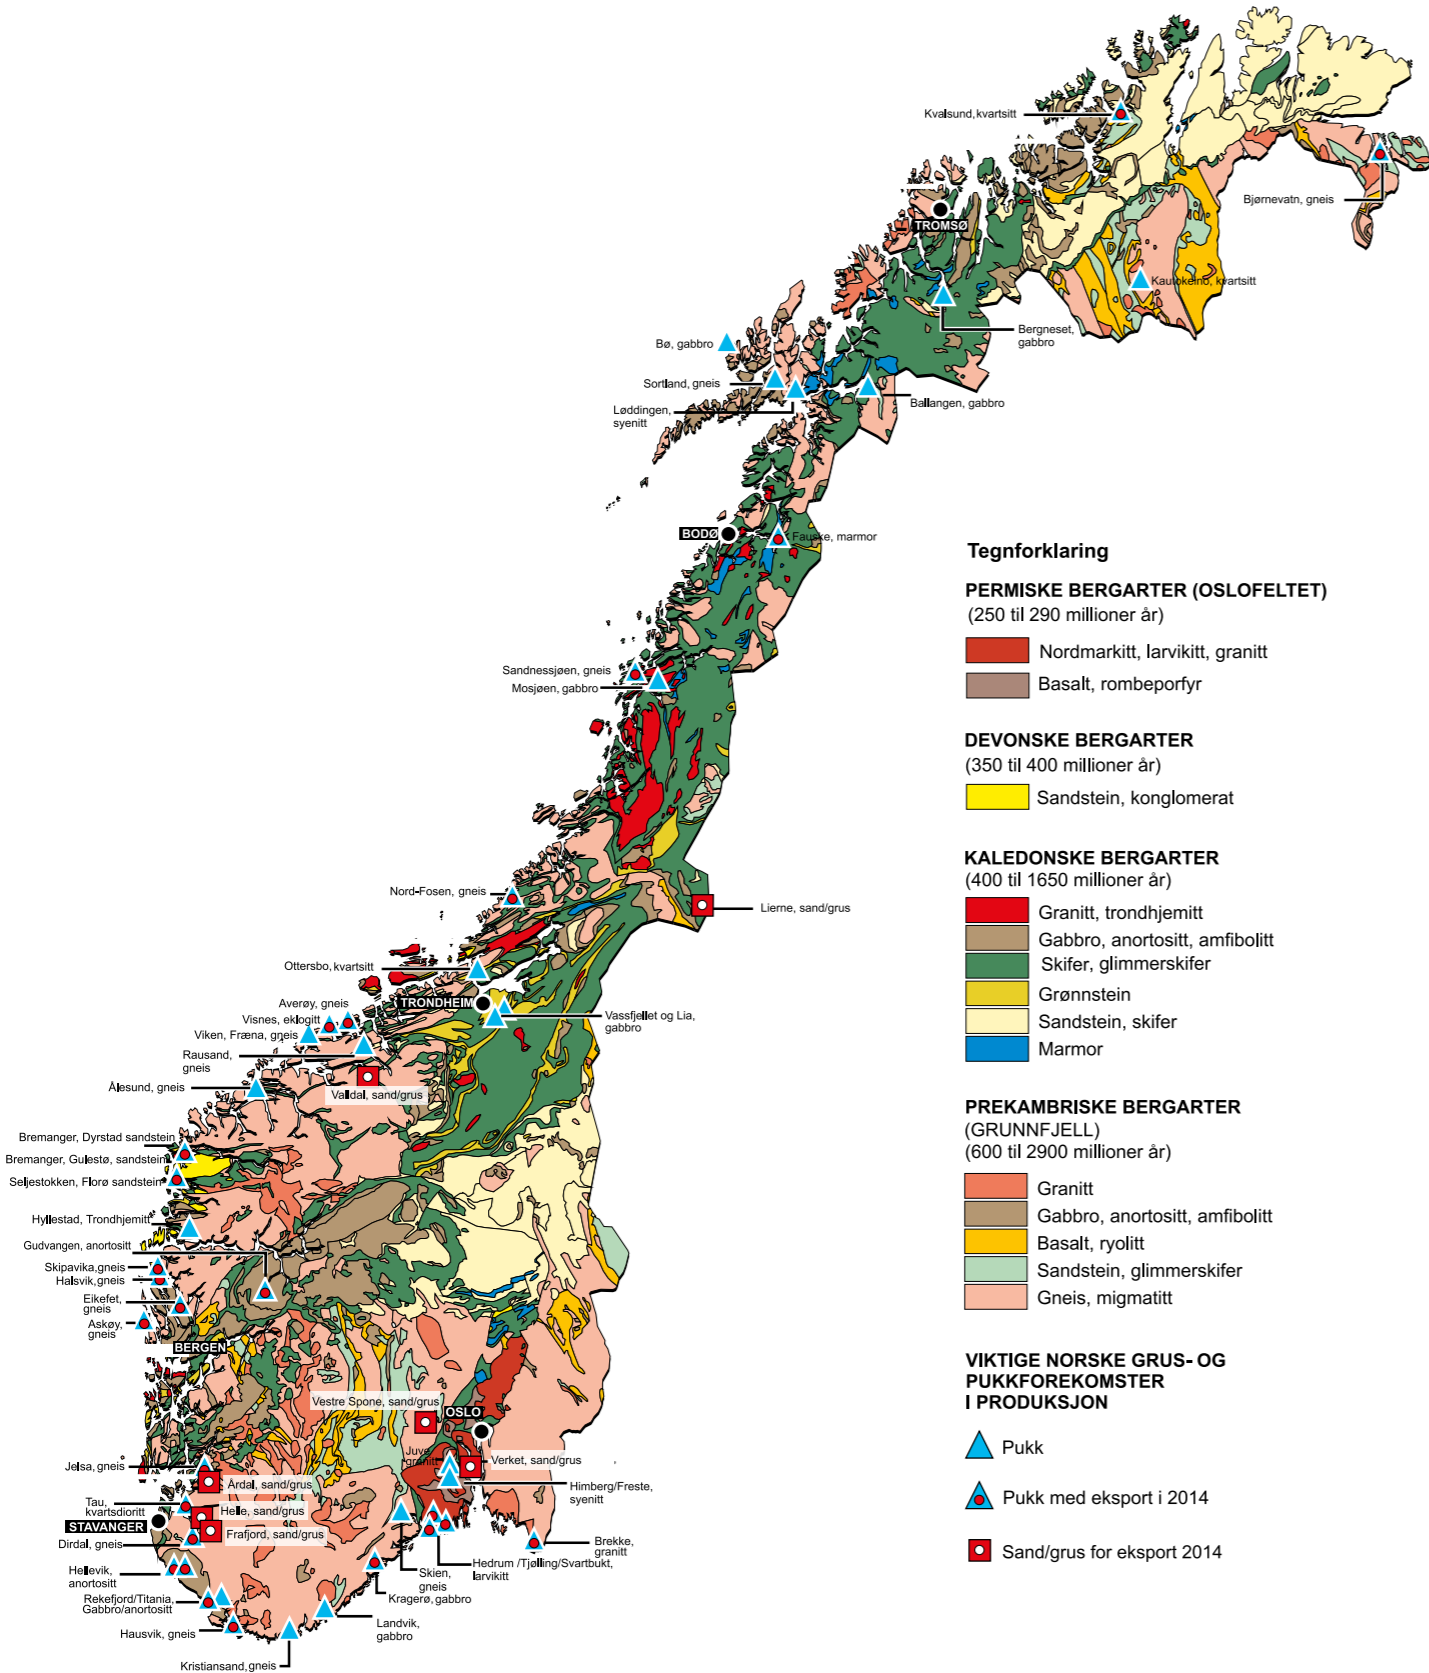 Kvalsund, kvartsitt
Bjørnevatn, gneis
TROMSØ
Kautokeino, kvartsitt
Bergneset,
gabbro
Bø, gabbro
Sortland, gneis
Løddingen,
syenitt
Ballangen, gabbro
BODØ
Fauske, marmor
Sandnessjøen, gneis
Mosjøen, gabbro
Nord-Fosen, gneis
Lierne, sand/grus
Ottersbo, kvartsitt
TRONDHEIM
Averøy, gneis
Visnes, eklogitt
Viken, Fræna, gneis
Vassfjellet og Lia,
gabbro
Rausand,
gneis
Ålesund, gneis
Valldal, sand/grus
Bremanger, Dyrstad sandstein
Bremanger, Gulestø, sandstein
Seljestokken, Florø sandstein
Hyllestad, Trondhjemitt
Gudvangen, anortositt
Skipavika, gneis
Halsvik, gneis
Eikefet,
gneis
Askøy,
gneis
BERGEN
Vestre Spone, sand/grus
OSLO
Juve
granitt
Verket, sand/grus
Himberg/Freste,
syenitt
Jelsa, gneis
Årdal, sand/grus
Tau,
kvartsdioritt
Helle, sand/grus
STAVANGER
Frafjord, sand/grus
Dirdal, gneis
Brekke,
granitt
Hedrum /Tjølling/Svartbukt,
larvikitt
Hellevik,
anortositt
Skien,
gneis
Kragerø, gabbro
Rekefjord/Titania,
Gabbro/anortositt
Landvik,
gabbro
Hausvik, gneis
Kristiansand, gneis
Tegnforklaring
PERMISKE BERGARTER (OSLOFELTET)
(250 til 290 millioner år)
Nordmarkitt, larvikitt, granitt
Basalt, rombeporfyr
DEVONSKE BERGARTER
(350 til 400 millioner år)
Sandstein, konglomerat
KALEDONSKE BERGARTER
(400 til 1650 millioner år)
Granitt, trondhjemitt
Gabbro, anortositt, amfibolitt
Skifer, glimmerskifer
Grønnstein
Sandstein, skifer
Marmor
PREKAMBRISKE BERGARTER
(GRUNNFJELL)
(600 til 2900 millioner år)
Granitt
Gabbro, anortositt, amfibolitt
Basalt, ryolitt
Sandstein, glimmerskifer
Gneis, migmatitt
VIKTIGE NORSKE GRUS- OG
PUKKFOREKOMSTER
I PRODUKSJON
Pukk
Pukk med eksport i 2014
Sand/grus for eksport 2014